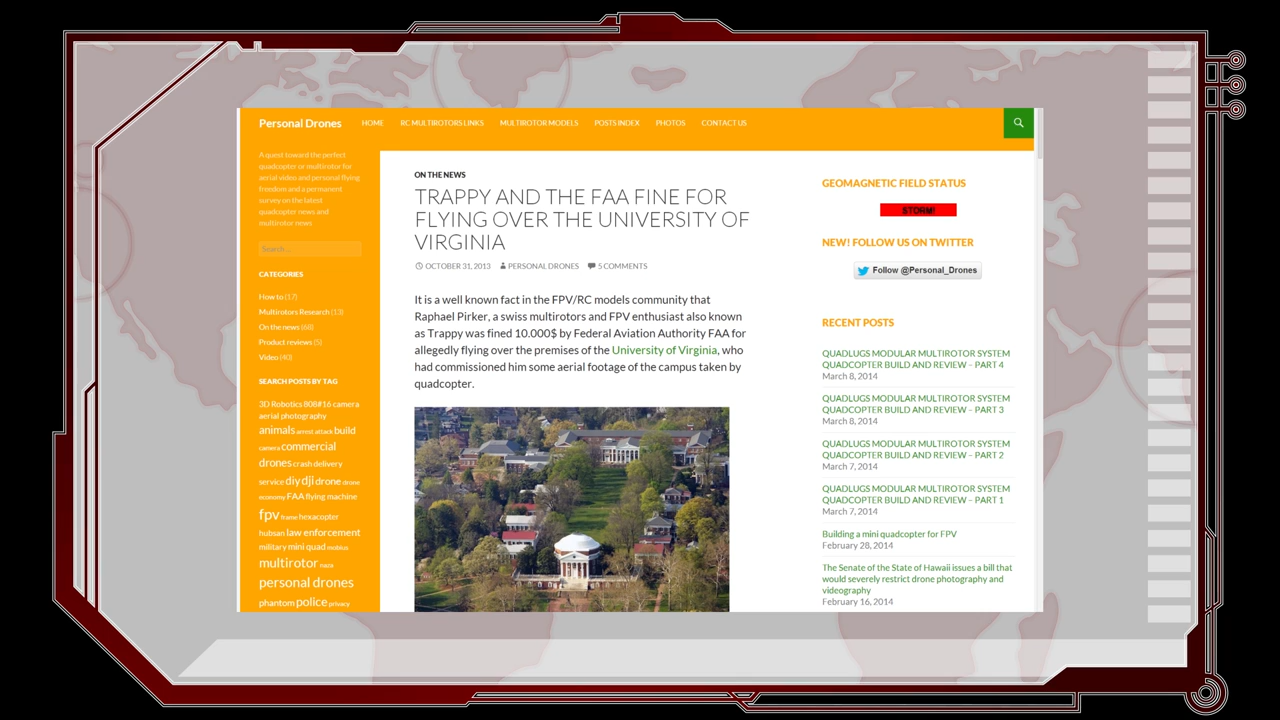 Personal Drones
HOME
RC MULTIROTORS LINKS
MULTIROTOR MODELS
POSTS INDEX
PHOTOS
CONTACT US
A quest toward the perfect
quadcopter or multirotor for
aerial video and personal flying
freedom and a permanent
survey on the latest
quadcopter news and
multirotor news
Search …
CATEGORIES
How to (17)
Multirotors Research (13)
On the news (68)
Product reviews (5)
Video (40)
SEARCH POSTS BY TAG
3D Robotics 808#16 camera
aerial photography
animals arrest attack build
camera commercial
drones crash delivery
service diy dji drone drone
economy FAA flying machine
fpv frame hexacopter
hubsan law enforcement
military mini quad mobius
multirotor naza
personal drones
phantom police privacy
ON THE NEWS
TRAPPY AND THE FAA FINE FOR
FLYING OVER THE UNIVERSITY OF
VIRGINIA
OCTOBER 31, 2013
PERSONAL DRONES
5 COMMENTS
It is a well known fact in the FPV/RC models community that
Raphael Pirker, a swiss multirotors and FPV enthusiast also known
as Trappy was fined 10.000$ by Federal Aviation Authority FAA for
allegedly flying over the premises of the University of Virginia, who
had commissioned him some aerial footage of the campus taken by
quadcopter.
GEOMAGNETIC FIELD STATUS
STORM!
NEW! FOLLOW US ON TWITTER
Follow @Personal_Drones
RECENT POSTS
QUADLUGS MODULAR MULTIROTOR SYSTEM
QUADCOPTER BUILD AND REVIEW – PART 4
March 8, 2014
QUADLUGS MODULAR MULTIROTOR SYSTEM
QUADCOPTER BUILD AND REVIEW – PART 3
March 8, 2014
QUADLUGS MODULAR MULTIROTOR SYSTEM
QUADCOPTER BUILD AND REVIEW – PART 2
March 7, 2014
QUADLUGS MODULAR MULTIROTOR SYSTEM
QUADCOPTER BUILD AND REVIEW – PART 1
March 7, 2014
Building a mini quadcopter for FPV
February 28, 2014
The Senate of the State of Hawaii issues a bill that
would severely restrict drone photography and
videography
February 16, 2014